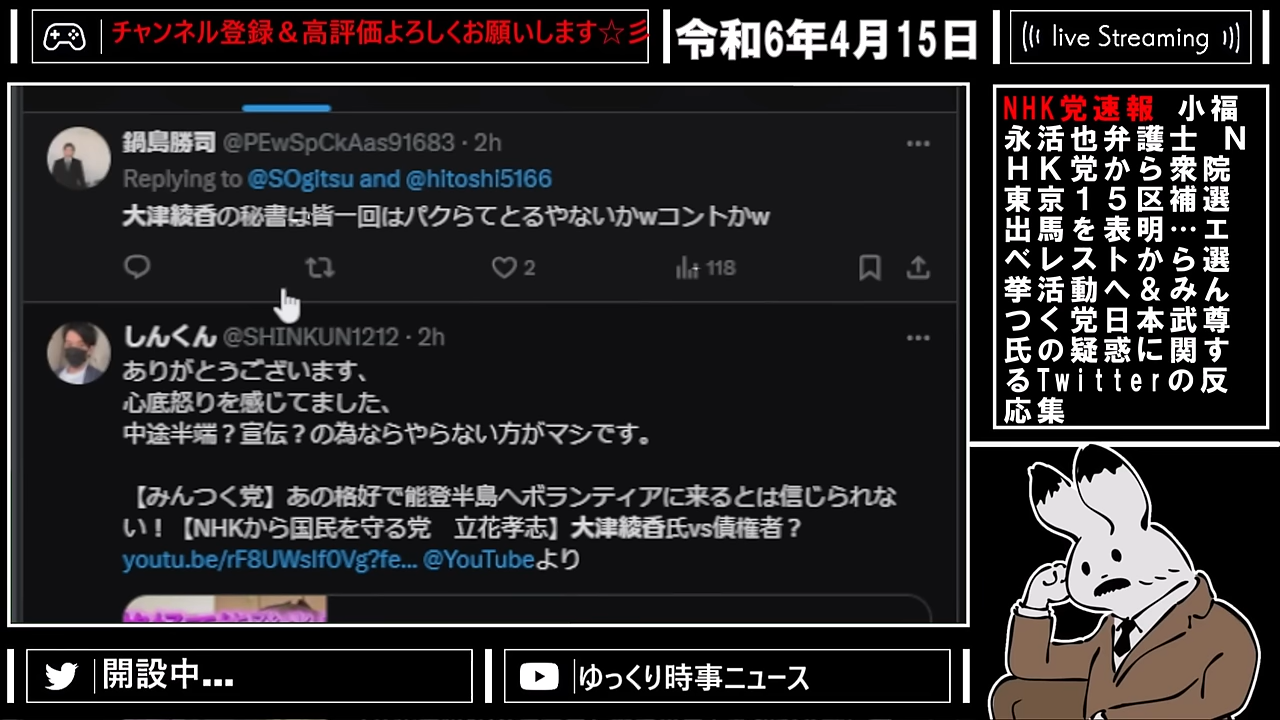 チャンネル登録＆高評価よろしくお願いします☆彡
令和6年4月15日
live Streaming
鍋島勝司 @PEwSpCkAas91683 · 2h
Replying to @SOgitsu and @hitoshi5166
大津綾香の秘書は皆一回はパクらてとるやないかwコントかw
2
118
しんくん @SHINKUN1212 · 2h
ありがとうございます、
心底怒りを感じてました、
中途半端？宣伝？の為ならやらない方がマシです。
【みんつく党】あの格好で能登半島へボランティアに来るとは信じられな
い！【NHKから国民を守る党　立花孝志】大津綾香氏vs債権者？
youtu.be/rF8UWsIf0Vg?fe... @YouTubeより
NHK党速報 小福
永活也弁護士 N
HK党から衆院
東京１５区補選
出馬を表明…エ
ベレストから選
挙活動へ＆みん
つく党日本武尊
氏の疑惑に関す
るTwitterの反
応集
開設中...
ゆっくり時事ニュース